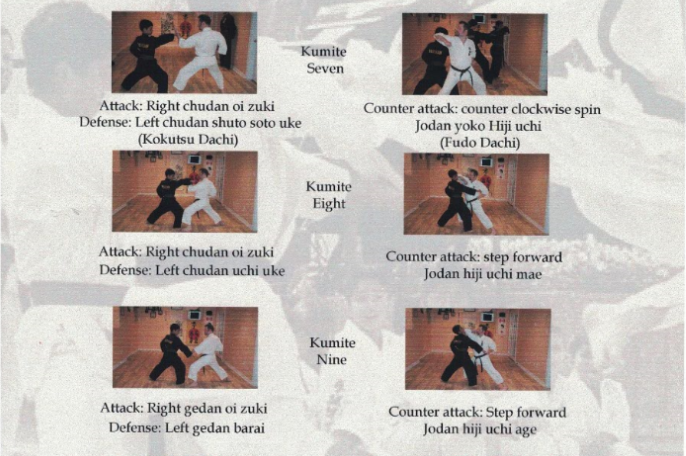 Kumite
Seven
Attack: Right chudan oi zuki
Defense: Left chudan shuto soto uke
(Kokutsu Dachi)
Counter attack: counter clockwise spin
Jodan yoko Hiji uchi
(Fudo Dachi)
Kumite
Eight
Attack: Right chudan oi zuki
Defense: Left chudan uchi uke
Counter attack: step forward
Jodan hiji uchi mae
Kumite
Nine
Attack: Right gedan oi zuki
Defense: Left gedan barai
Counter attack: Step forward
Jodan hiji uchi age